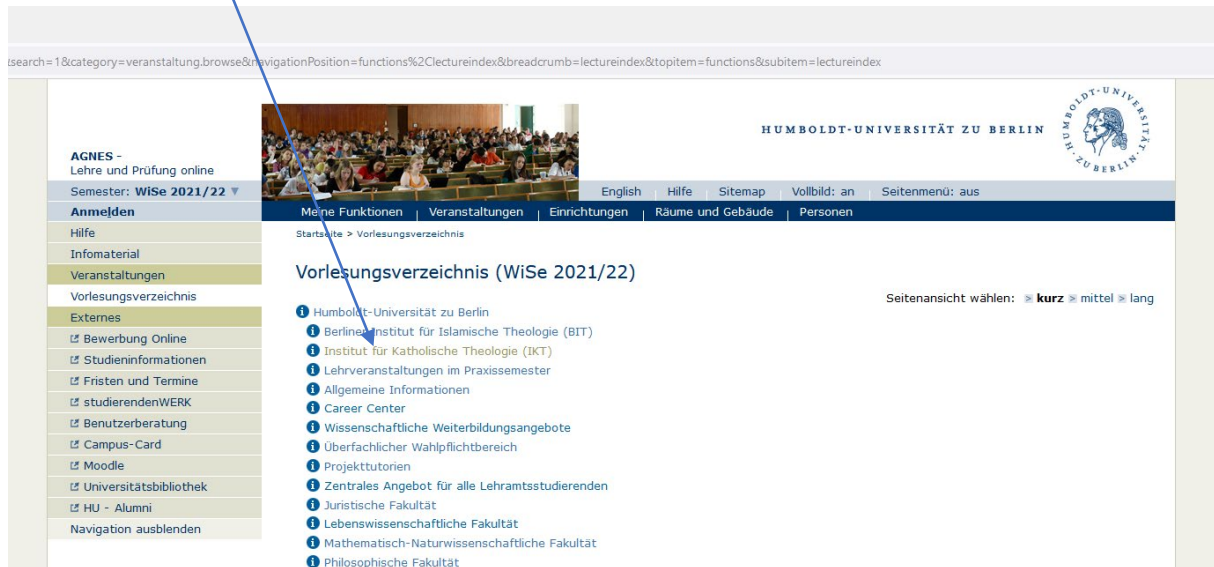 search=1&category=veranstaltung.browse&navigationPosition=functions%2Clectureindex&breadcrumb=lectureindex&topitem=functions&subitem=lectureindex
HUMBOLDT-UNIVERSITÄT ZU BERLIN
HUMBOLDT-UNIVERSITÄT · ZU BERLIN ·
AGNES -
Lehre und Prüfung online
Semester: WiSe 2021/22 ▼
English | Hilfe | Sitemap | Vollbild: an | Seitenmenü: aus
Anmelden
Meine Funktionen | Veranstaltungen | Einrichtungen | Räume und Gebäude | Personen
Hilfe
Infomaterial
Veranstaltungen
Vorlesungsverzeichnis
Externes
Bewerbung Online
Studieninformationen
Fristen und Termine
studierendenWERK
Benutzerberatung
Campus-Card
Moodle
Universitätsbibliothek
HU - Alumni
Navigation ausblenden
Startseite > Vorlesungsverzeichnis
Vorlesungsverzeichnis (WiSe 2021/22)
Seitenansicht wählen: kurz mittel lang
Humboldt-Universität zu Berlin
Berliner Institut für Islamische Theologie (BIT)
Institut für Katholische Theologie (IKT)
Lehrveranstaltungen im Praxissemester
Allgemeine Informationen
Career Center
Wissenschaftliche Weiterbildungsangebote
Überfachlicher Wahlpflichtbereich
Projekttutorien
Zentrales Angebot für alle Lehramtsstudierenden
Juristische Fakultät
Lebenswissenschaftliche Fakultät
Mathematisch-Naturwissenschaftliche Fakultät
Philosophische Fakultät